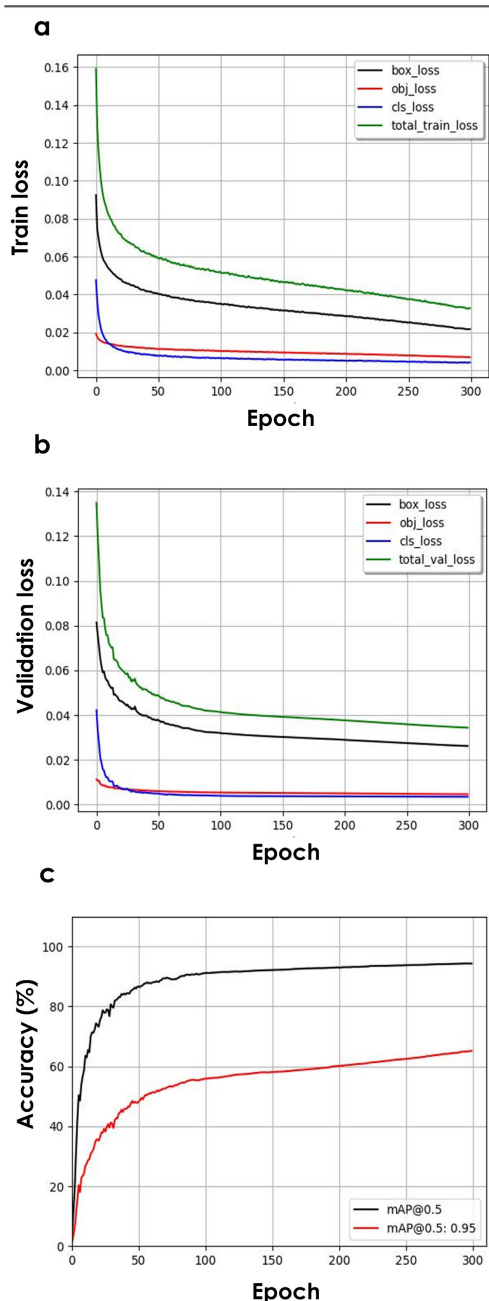 a
0.16
0.14
0.12
0.10
0.08
0.06
0.04
0.02
0.00
Train loss
box_loss
obj_loss
cls_loss
total_train_loss
0 50 100 150 200 250 300
Epoch
b
0.14
0.12
0.10
0.08
0.06
0.04
0.02
0.00
Validation loss
box_loss
obj_loss
cls_loss
total_val_loss
0 50 100 150 200 250 300
Epoch
c
100
80
60
40
20
0
Accuracy (%)
mAP@0.5
mAP@0.5: 0.95
0 50 100 150 200 250 300
Epoch